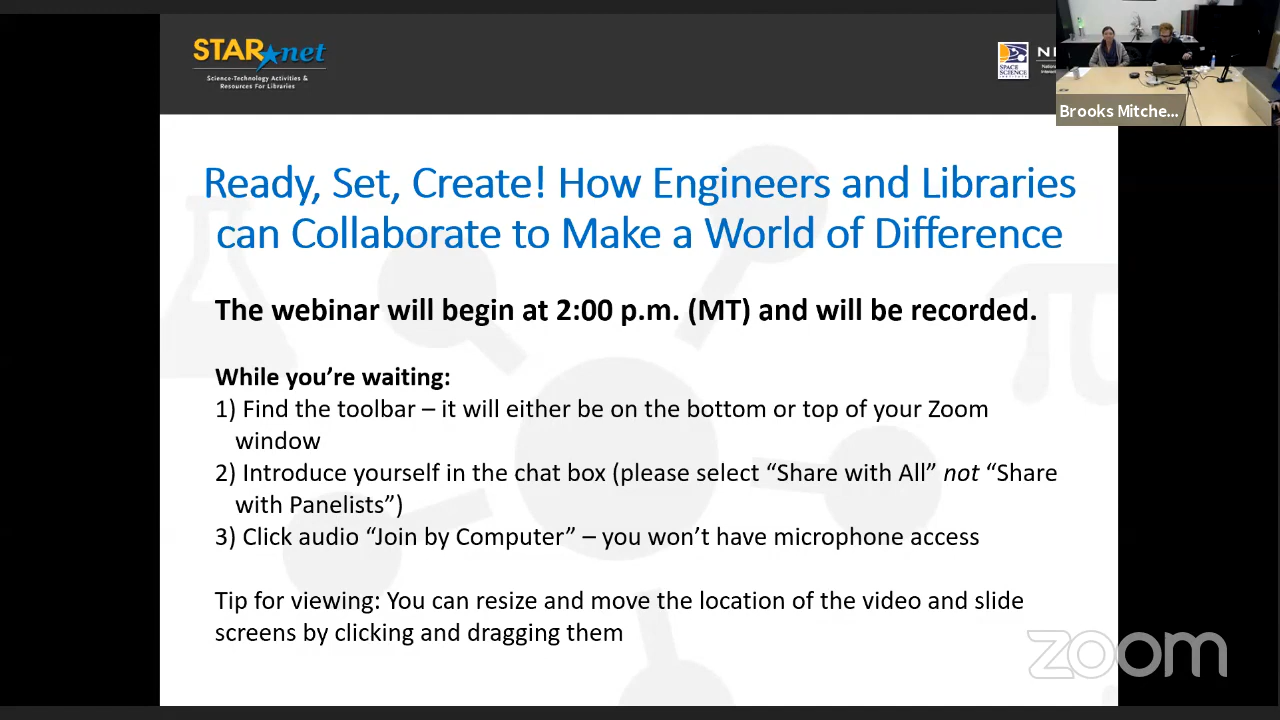 STAR net
Science-Technology Activities &
Resources For Libraries
SPACE
SCIENCE
INSTITUTE
Brooks Mitche...
Ready, Set, Create! How Engineers and Libraries
can Collaborate to Make a World of Difference
The webinar will begin at 2:00 p.m. (MT) and will be recorded.
While you’re waiting:
1) Find the toolbar – it will either be on the bottom or top of your Zoom
window
2) Introduce yourself in the chat box (please select “Share with All” not “Share
with Panelists”)
3) Click audio “Join by Computer” – you won’t have microphone access
Tip for viewing: You can resize and move the location of the video and slide
screens by clicking and dragging them
zoom